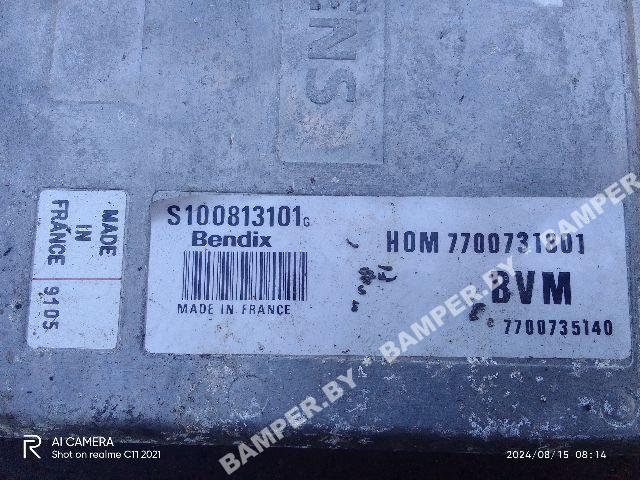 ENS
MADE
IN
FRANCE
9105
S100813101G
Bendix
MADE IN FRANCE
HOM 7700731801
BVM
7700735140
BAMPER.BY * BAMPER.BY * BAMPER.BY
AI CAMERA
Shot on realme C11 2021
2024/08/15 08:14